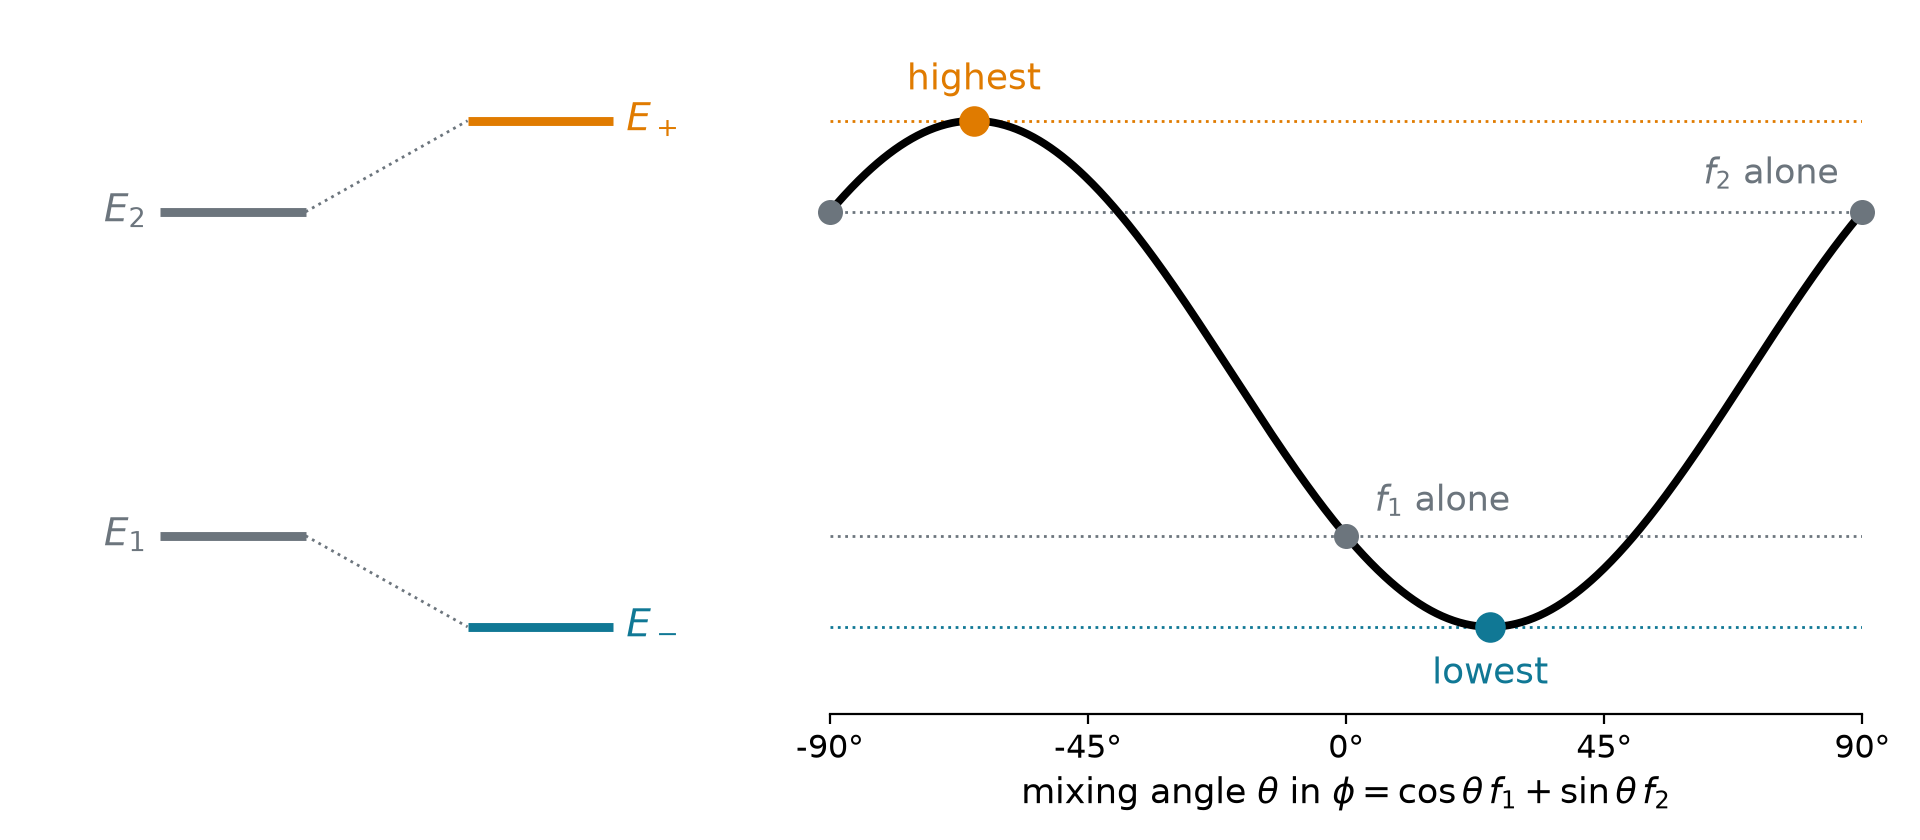 highest
E₊
f₂ alone
E₂
f₁ alone
E₁
E₋
lowest
-90° -45° 0° 45° 90°
mixing angle θ in ϕ = cos θ f₁ + sin θ f₂